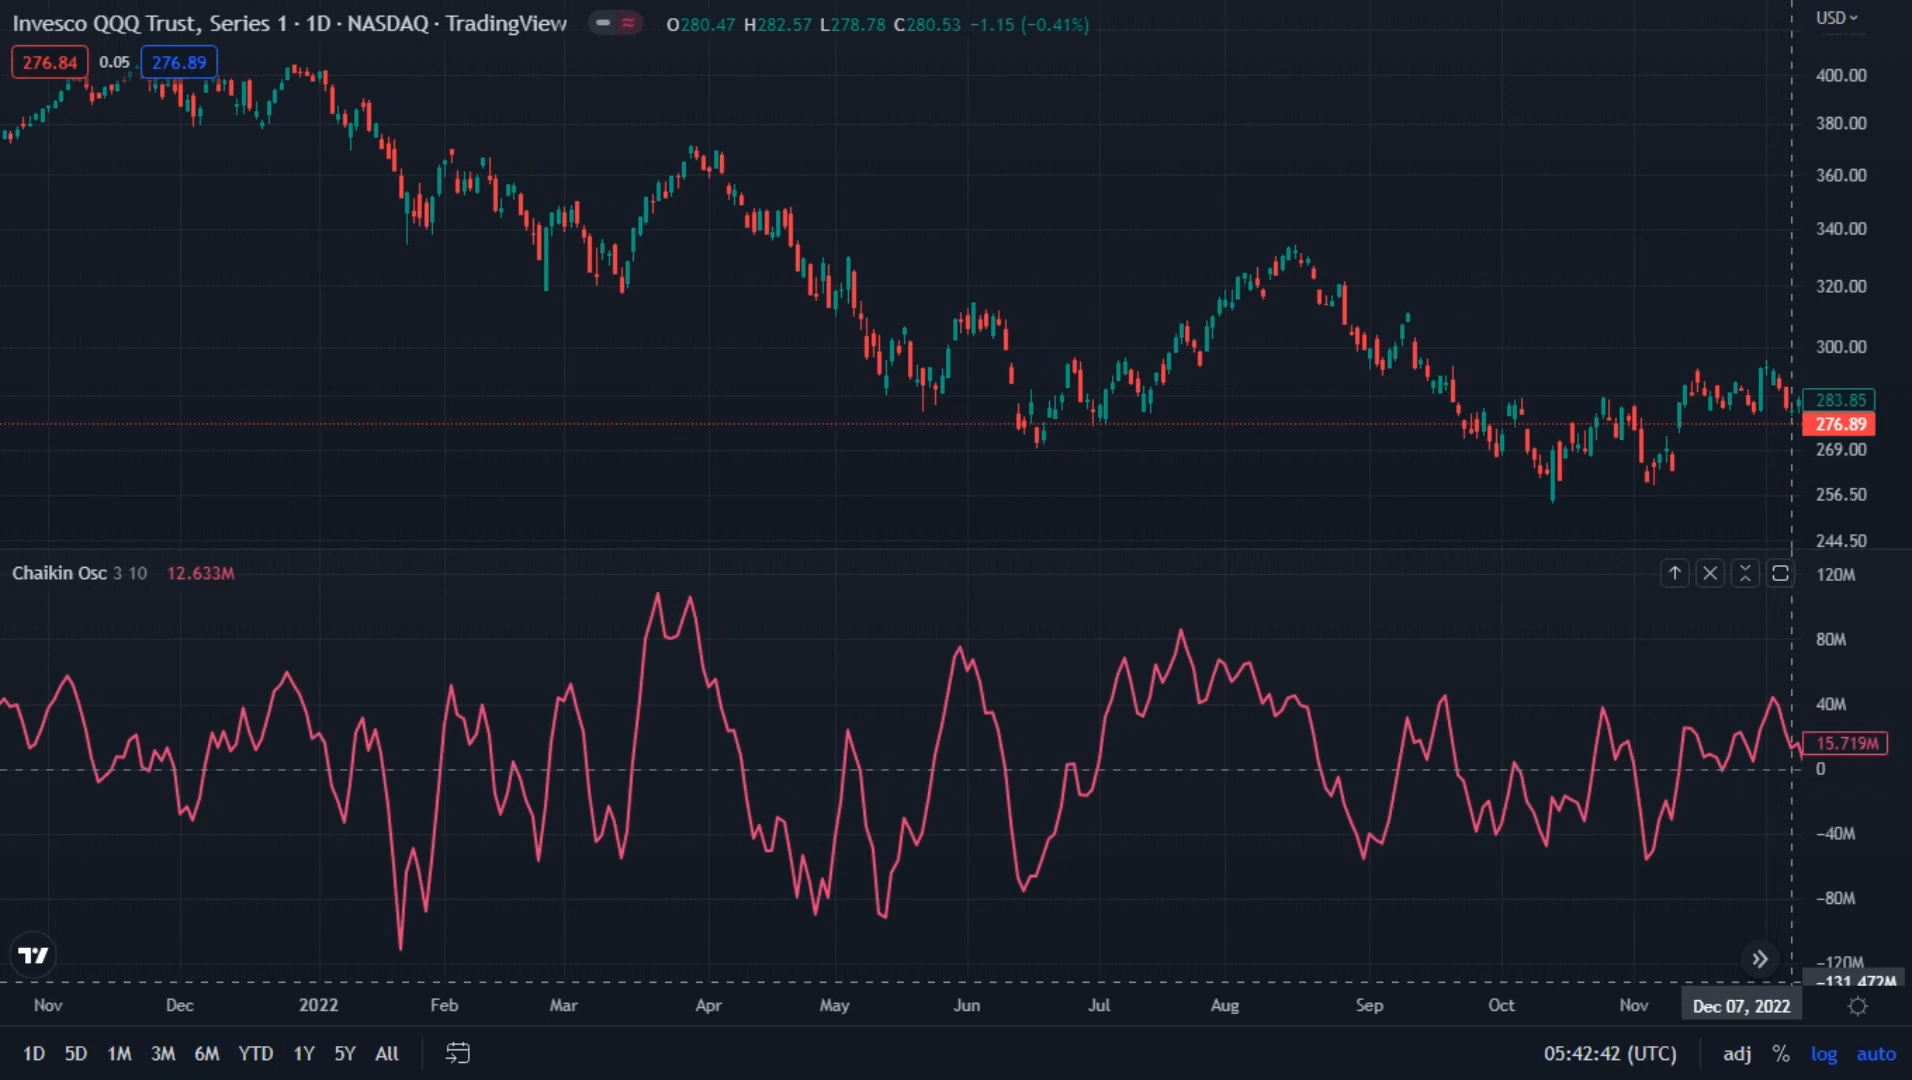 Invesco QQQ Trust, Series 1 · 1D · NASDAQ · TradingView O280.47 H282.57 L278.78 C280.53 −1.15 (−0.41%) USD
276.84 0.05 276.89
400.00
380.00
360.00
340.00
320.00
300.00
283.85
276.89
269.00
256.50
244.50
Chaikin Osc 3 10 12.633M
120M
80M
40M
15.719M
0
−40M
−80M
−120M
−131.472M
Nov Dec 2022 Feb Mar Apr May Jun Jul Aug Sep Oct Nov Dec 07, 2022
1D 5D 1M 3M 6M YTD 1Y 5Y All 05:42:42 (UTC) adj % log auto